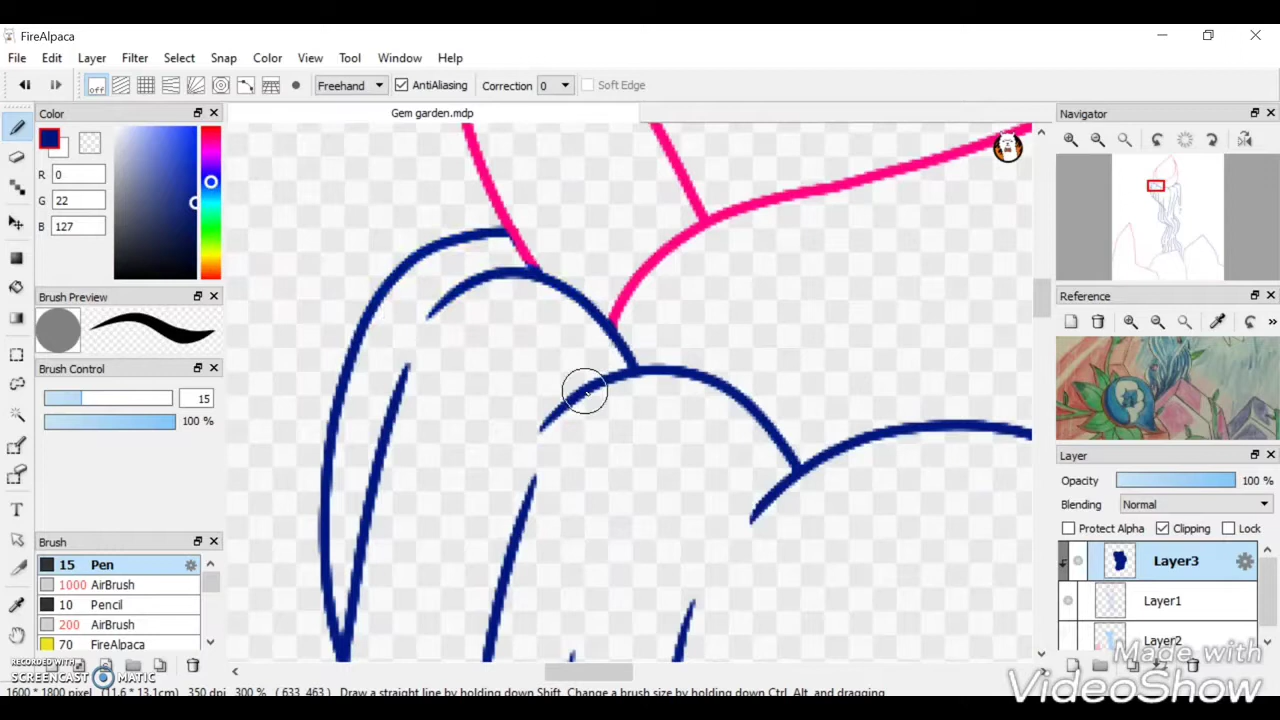 FireAlpaca
File Edit Layer Filter Select Snap Color View Tool Window Help
off Freehand AntiAliasing Correction 0 Soft Edge
Color
Gem garden.mdp
Navigator
R 0
G 22
B 127
Brush Preview
Reference
Brush Control
15
100 %
Layer
Opacity 100 %
Blending Normal
Protect Alpha Clipping Lock
Brush
15 Pen
1000 AirBrush
10 Pencil
200 AirBrush
70 FireAlpaca
Layer3
Layer1
Layer2
T
RECORDED WITH
SCREENCAST MATIC
Made with
VideoShow
1600 * 1800 pixel (11.6 * 13.1cm) 350 dpi 300 % ( 633, 463 ) Draw a straight line by holding down Shift, Change a brush size by holding down Ctrl, Alt, and dragging